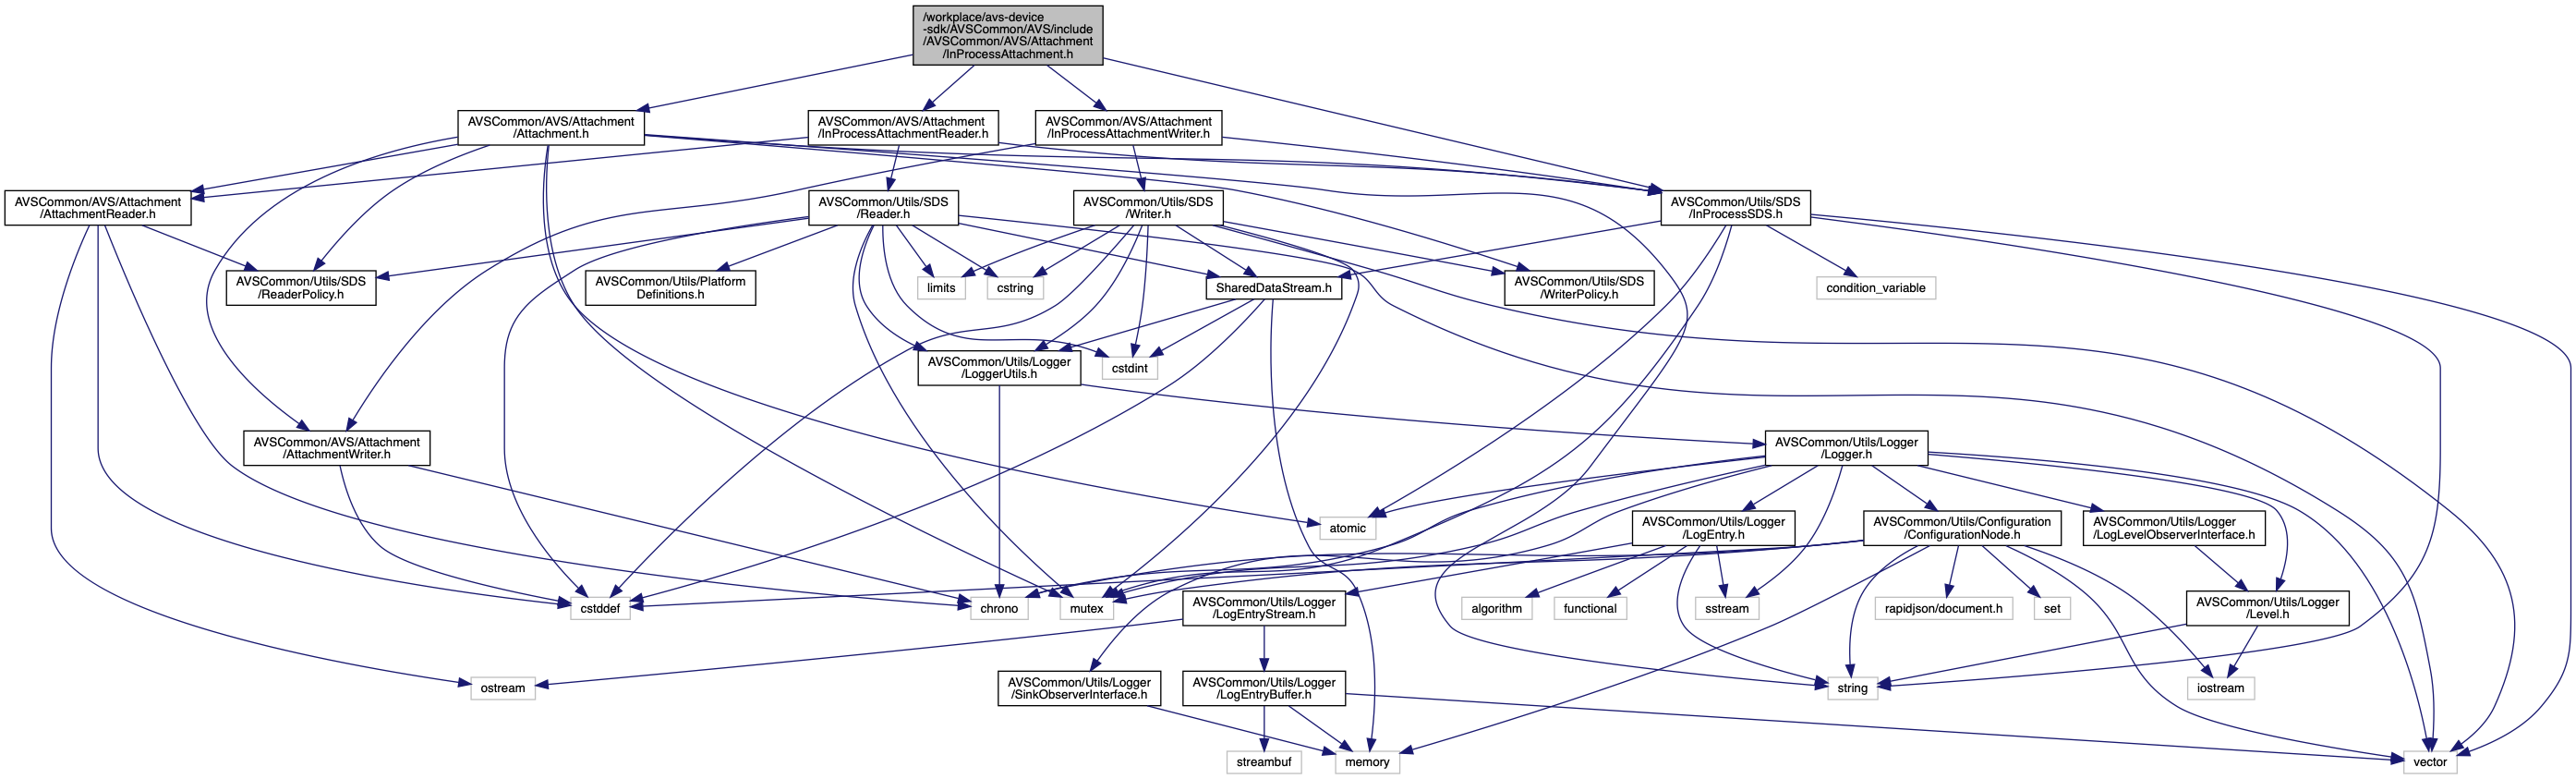 /workplace/avs-device
-sdk/AVSCommon/AVS/include
/AVSCommon/AVS/Attachment
/InProcessAttachment.h
AVSCommon/AVS/Attachment
/Attachment.h
AVSCommon/AVS/Attachment
/InProcessAttachmentReader.h
AVSCommon/AVS/Attachment
/InProcessAttachmentWriter.h
AVSCommon/AVS/Attachment
/AttachmentReader.h
AVSCommon/Utils/SDS
/Reader.h
AVSCommon/Utils/SDS
/Writer.h
AVSCommon/Utils/SDS
/InProcessSDS.h
AVSCommon/Utils/SDS
/ReaderPolicy.h
AVSCommon/Utils/Platform
Definitions.h
limits
cstring
SharedDataStream.h
AVSCommon/Utils/SDS
/WriterPolicy.h
condition_variable
AVSCommon/Utils/Logger
/LoggerUtils.h
cstdint
AVSCommon/AVS/Attachment
/AttachmentWriter.h
AVSCommon/Utils/Logger
/Logger.h
atomic
AVSCommon/Utils/Logger
/LogEntry.h
AVSCommon/Utils/Configuration
/ConfigurationNode.h
AVSCommon/Utils/Logger
/LogLevelObserverInterface.h
cstddef
chrono
mutex
AVSCommon/Utils/Logger
/LogEntryStream.h
algorithm
functional
sstream
rapidjson/document.h
set
AVSCommon/Utils/Logger
/Level.h
ostream
AVSCommon/Utils/Logger
/SinkObserverInterface.h
AVSCommon/Utils/Logger
/LogEntryBuffer.h
string
iostream
streambuf
memory
vector